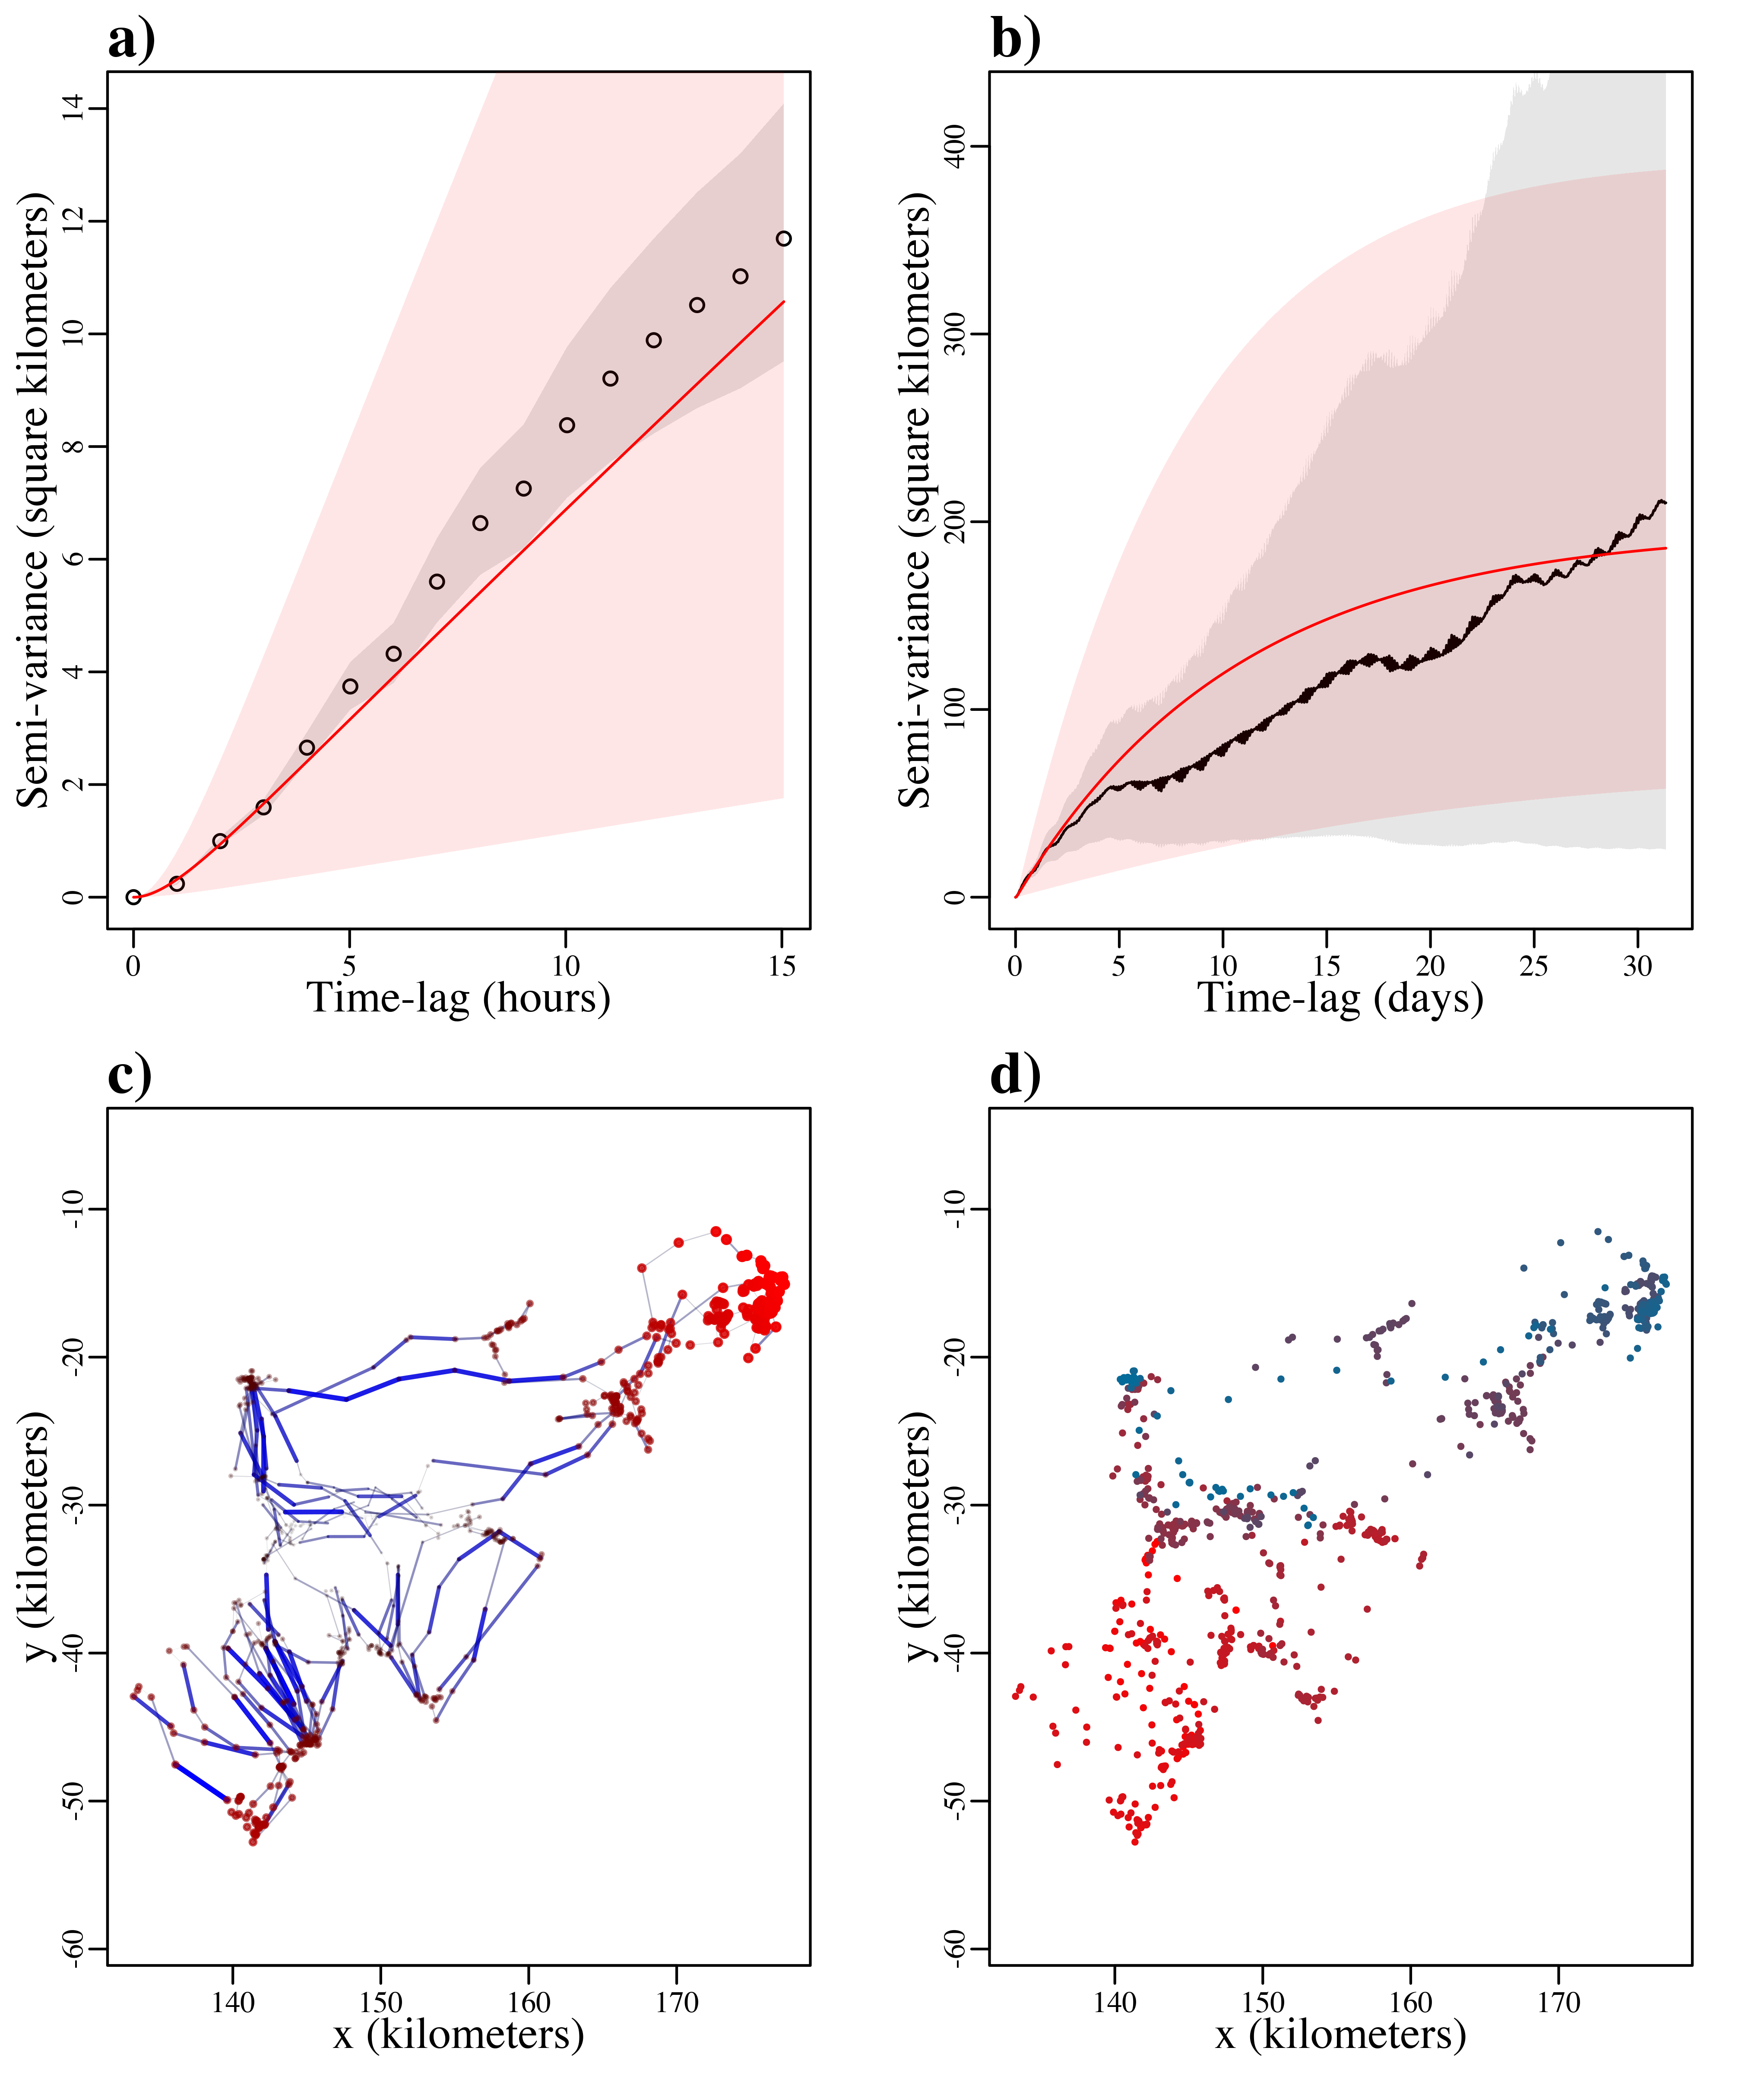 a)
Semi-variance (square kilometers)
14
12
10
8
6
4
2
0
0 5 10 15
Time-lag (hours)
b)
Semi-variance (square kilometers)
400
300
200
100
0
0 5 10 15 20 25 30
Time-lag (days)
c)
y (kilometers)
-10
-20
-30
-40
-50
-60
140 150 160 170
x (kilometers)
d)
y (kilometers)
-10
-20
-30
-40
-50
-60
140 150 160 170
x (kilometers)